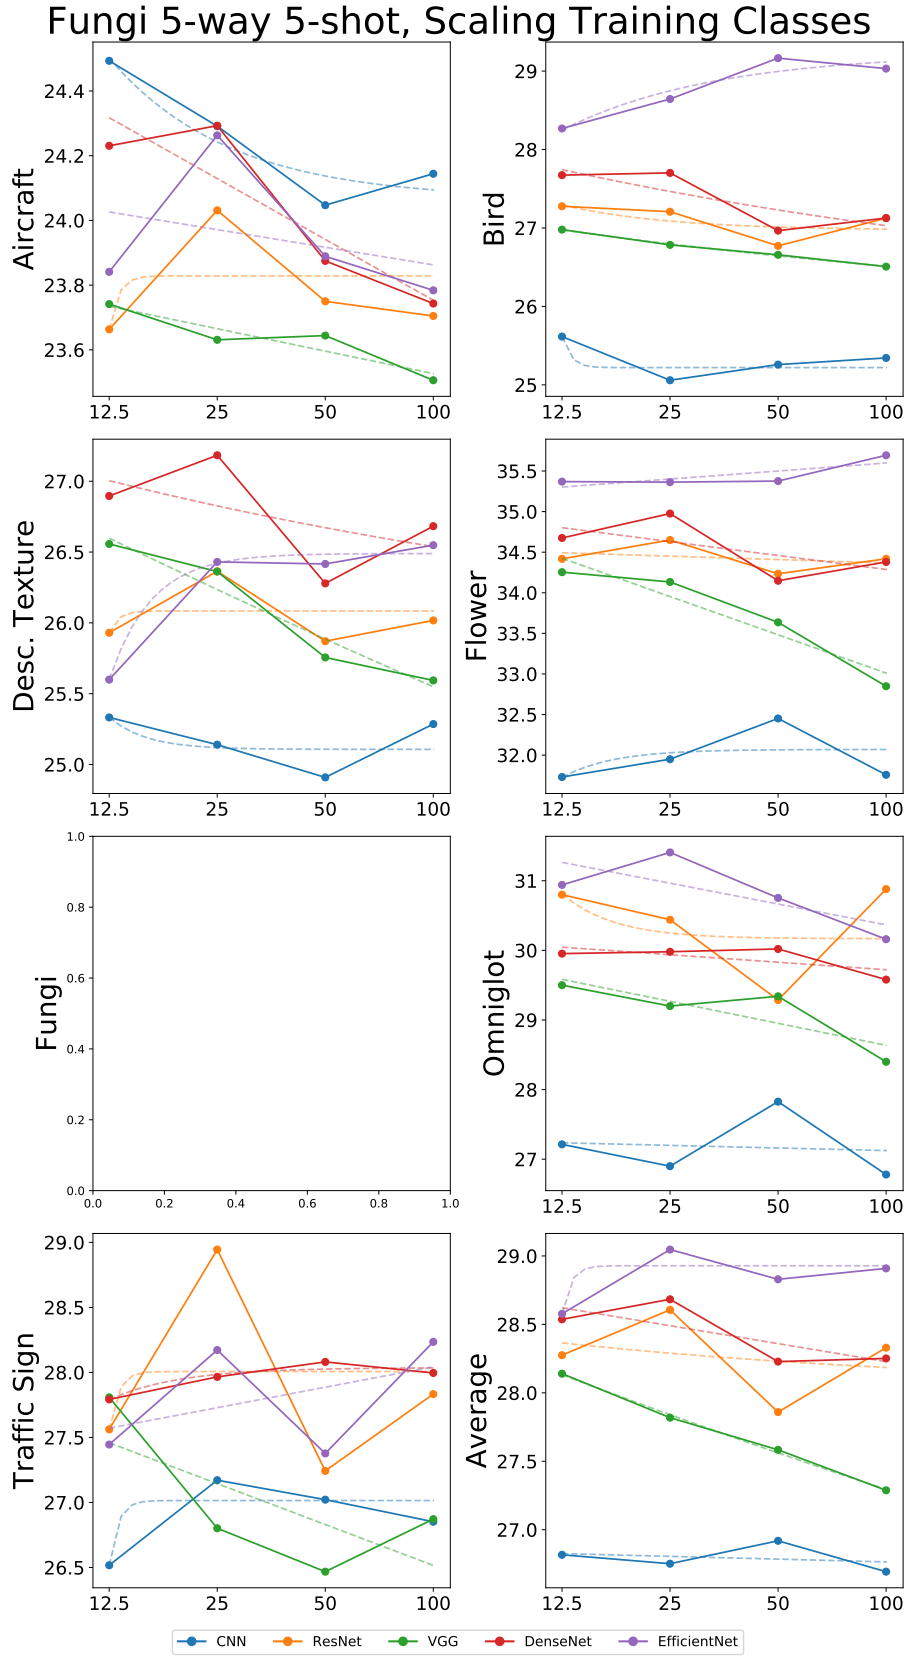 Fungi 5-way 5-shot, Scaling Training Classes
Aircraft
24.4
24.2
24.0
23.8
23.6
12.5 25 50 100
Bird
29
28
27
26
25
12.5 25 50 100
Desc. Texture
27.0
26.5
26.0
25.5
25.0
12.5 25 50 100
Flower
35.5
35.0
34.5
34.0
33.5
33.0
32.5
32.0
12.5 25 50 100
Fungi
1.0
0.8
0.6
0.4
0.2
0.0
0.0 0.2 0.4 0.6 0.8 1.0
Omniglot
31
30
29
28
27
12.5 25 50 100
Traffic Sign
29.0
28.5
28.0
27.5
27.0
26.5
12.5 25 50 100
Average
29.0
28.5
28.0
27.5
27.0
12.5 25 50 100
CNN ResNet VGG DenseNet EfficientNet